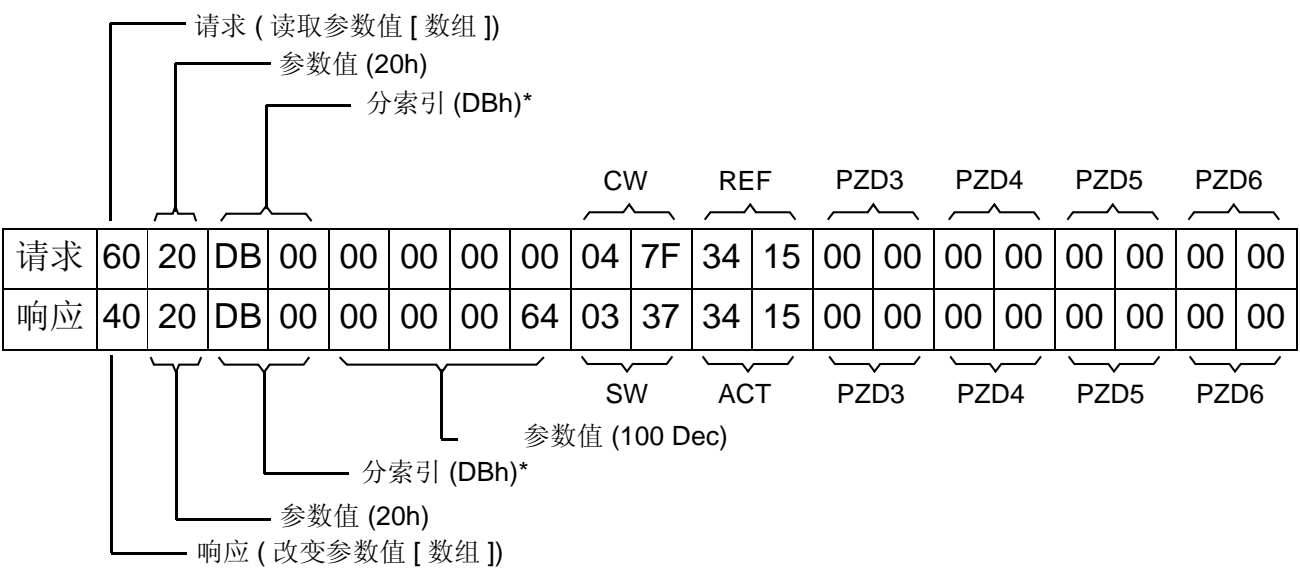 请求 ( 读取参数值 [ 数组 ])
参数值 (20h)
分索引 (DBh)*
CW REF PZD3 PZD4 PZD5 PZD6
请求 60 20 DB 00 00 00 00 00 04 7F 34 15 00 00 00 00 00 00 00 00
响应 40 20 DB 00 00 00 00 64 03 37 34 15 00 00 00 00 00 00 00 00
SW ACT PZD3 PZD4 PZD5 PZD6
参数值 (100 Dec)
分索引 (DBh)*
参数值 (20h)
响应 ( 改变参数值 [ 数组 ])